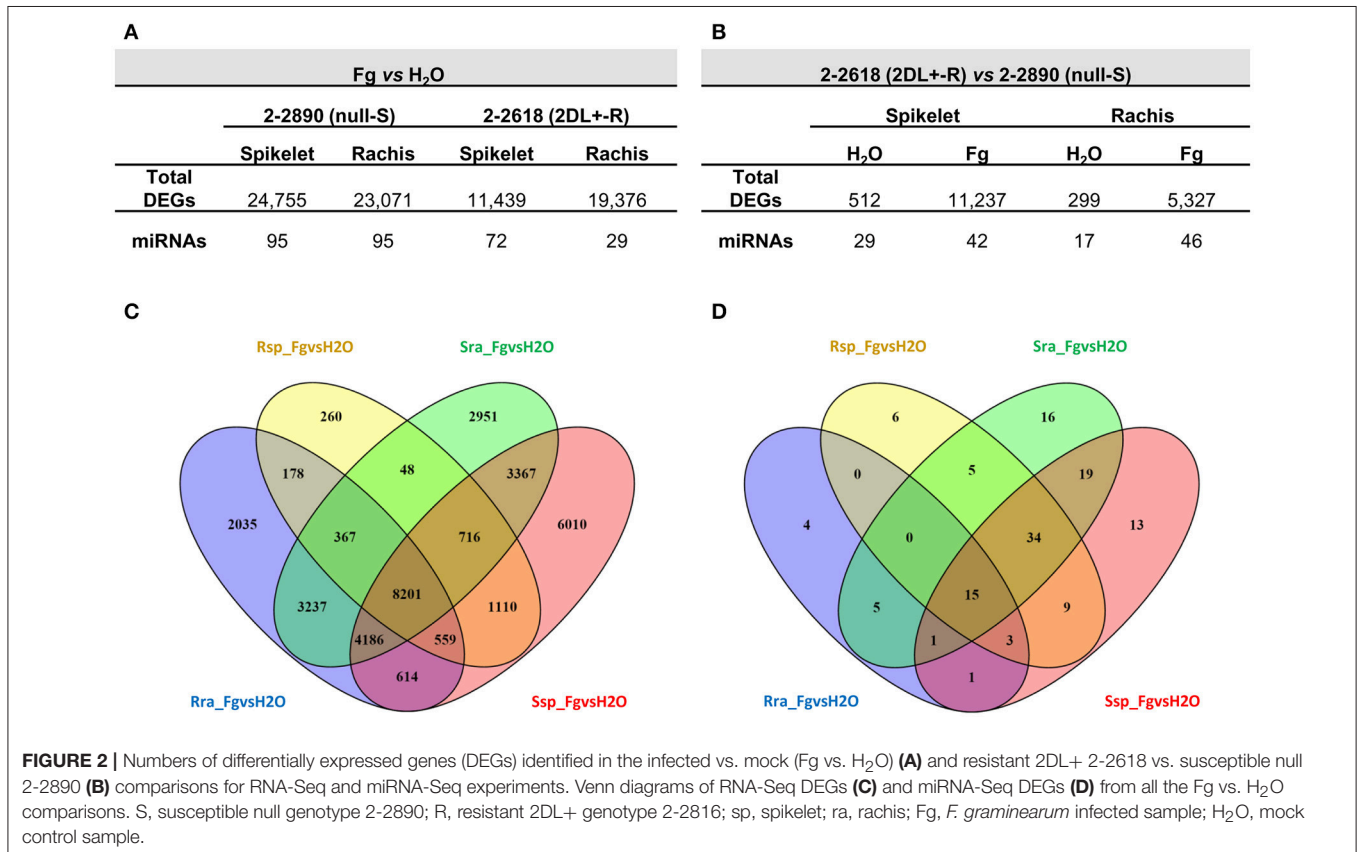 A
Fg vs H₂O
2-2890 (null-S) 2-2618 (2DL+-R)
Spikelet Rachis Spikelet Rachis
Total
DEGs 24,755 23,071 11,439 19,376
miRNAs 95 95 72 29
B
2-2618 (2DL+-R) vs 2-2890 (null-S)
Spikelet Rachis
H₂O Fg H₂O Fg
Total
DEGs 512 11,237 299 5,327
miRNAs 29 42 17 46
C
Rsp_FgvsH2O Sra_FgvsH2O
260 2951
178 48 3367
2035 6010
367 716
8201
3237 1110
4186 559
614
Rra_FgvsH2O Ssp_FgvsH2O
D
Rsp_FgvsH2O Sra_FgvsH2O
6 16
0 5 19
4 13
0 34
15
5 9
1 3
1
Rra_FgvsH2O Ssp_FgvsH2O
FIGURE 2 | Numbers of differentially expressed genes (DEGs) identified in the infected vs. mock (Fg vs. H₂O) (A) and resistant 2DL+ 2-2618 vs. susceptible null
2-2890 (B) comparisons for RNA-Seq and miRNA-Seq experiments. Venn diagrams of RNA-Seq DEGs (C) and miRNA-Seq DEGs (D) from all the Fg vs. H₂O
comparisons. S, susceptible null genotype 2-2890; R, resistant 2DL+ genotype 2-2816; sp, spikelet; ra, rachis; Fg, F. graminearum infected sample; H₂O, mock
control sample.